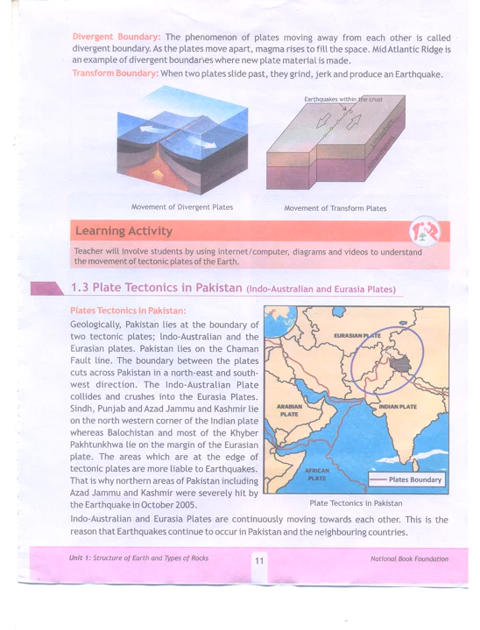 Divergent Boundary: The phenomenon of plates moving away from each other is called
divergent boundary. As the plates move apart, magma rises to fill the space. Mid Atlantic Ridge is
an example of divergent boundaries where new plate material is made.
Transform Boundary: When two plates slide past, they grind, jerk and produce an Earthquake.
Earthquakes within the crust
Movement of Divergent Plates
Movement of Transform Plates
Learning Activity
Teacher will involve students by using internet/computer, diagrams and videos to understand
the movement of tectonic plates of the Earth.
1.3 Plate Tectonics in Pakistan (Indo-Australian and Eurasia Plates)
Plates Tectonics in Pakistan:
Geologically, Pakistan lies at the boundary of
two tectonic plates; Indo-Australian and the
Eurasian plates. Pakistan lies on the Chaman
Fault line. The boundary between the plates
cuts across Pakistan in a north-east and south-
west direction. The Indo-Australian Plate
collides and crushes into the Eurasia Plates.
Sindh, Punjab and Azad Jammu and Kashmir lie
on the north western corner of the Indian plate
whereas Balochistan and most of the Khyber
Pakhtunkhwa lie on the margin of the Eurasian
plate. The areas which are at the edge of
tectonic plates are more liable to Earthquakes.
That is why northern areas of Pakistan including
Azad Jammu and Kashmir were severely hit by
the Earthquake in October 2005.
EURASIAN PLATE
ARABIAN
PLATE
INDIAN PLATE
AFRICAN
PLATE
Plates Boundary
Plate Tectonics in Pakistan
Indo-Australian and Eurasia Plates are continuously moving towards each other. This is the
reason that Earthquakes continue to occur in Pakistan and the neighbouring countries.
Unit 1: Structure of Earth and Types of Rocks
11
National Book Foundation